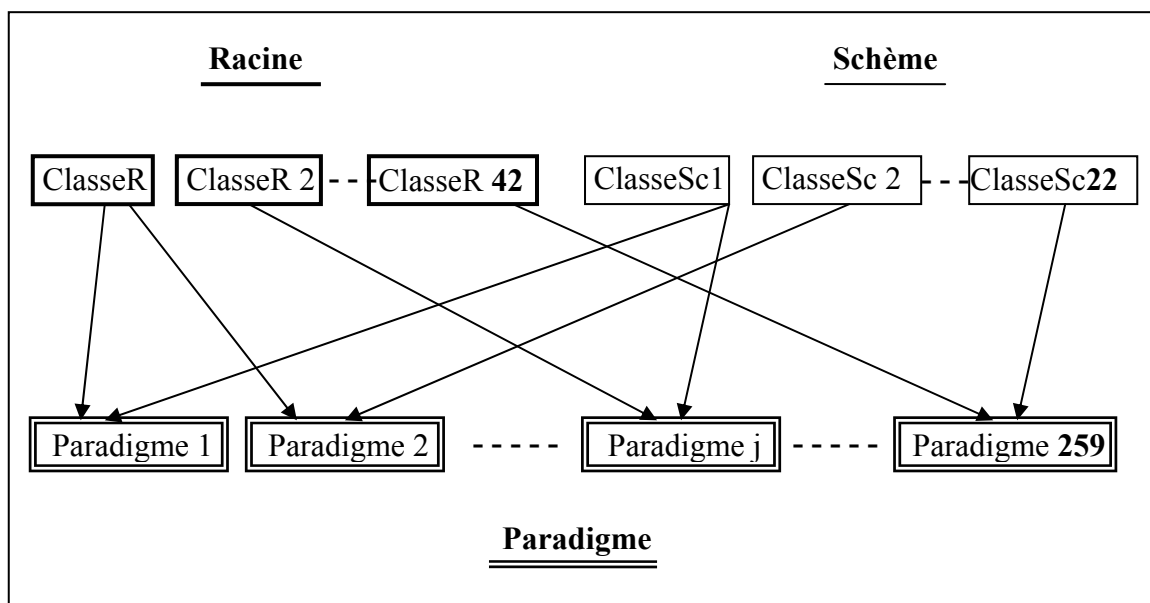 Racine
Schème
ClasseR
ClasseR 2
ClasseR 42
ClasseSc1
ClasseSc 2
ClasseSc22
Paradigme 1
Paradigme 2
Paradigme j
Paradigme 259
Paradigme